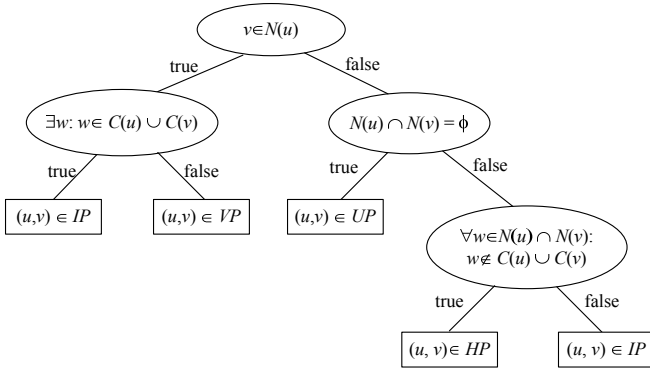 v∈N(u)
true
false
∃w: w∈ C(u) ∪ C(v)
N(u) ∩ N(v) = ϕ
true
false
true
false
(u,v) ∈ IP
(u,v) ∈ VP
(u,v) ∈ UP
∀w∈N(u) ∩ N(v):
w∉ C(u) ∪ C(v)
true
false
(u, v)∈ HP
(u, v) ∈ IP